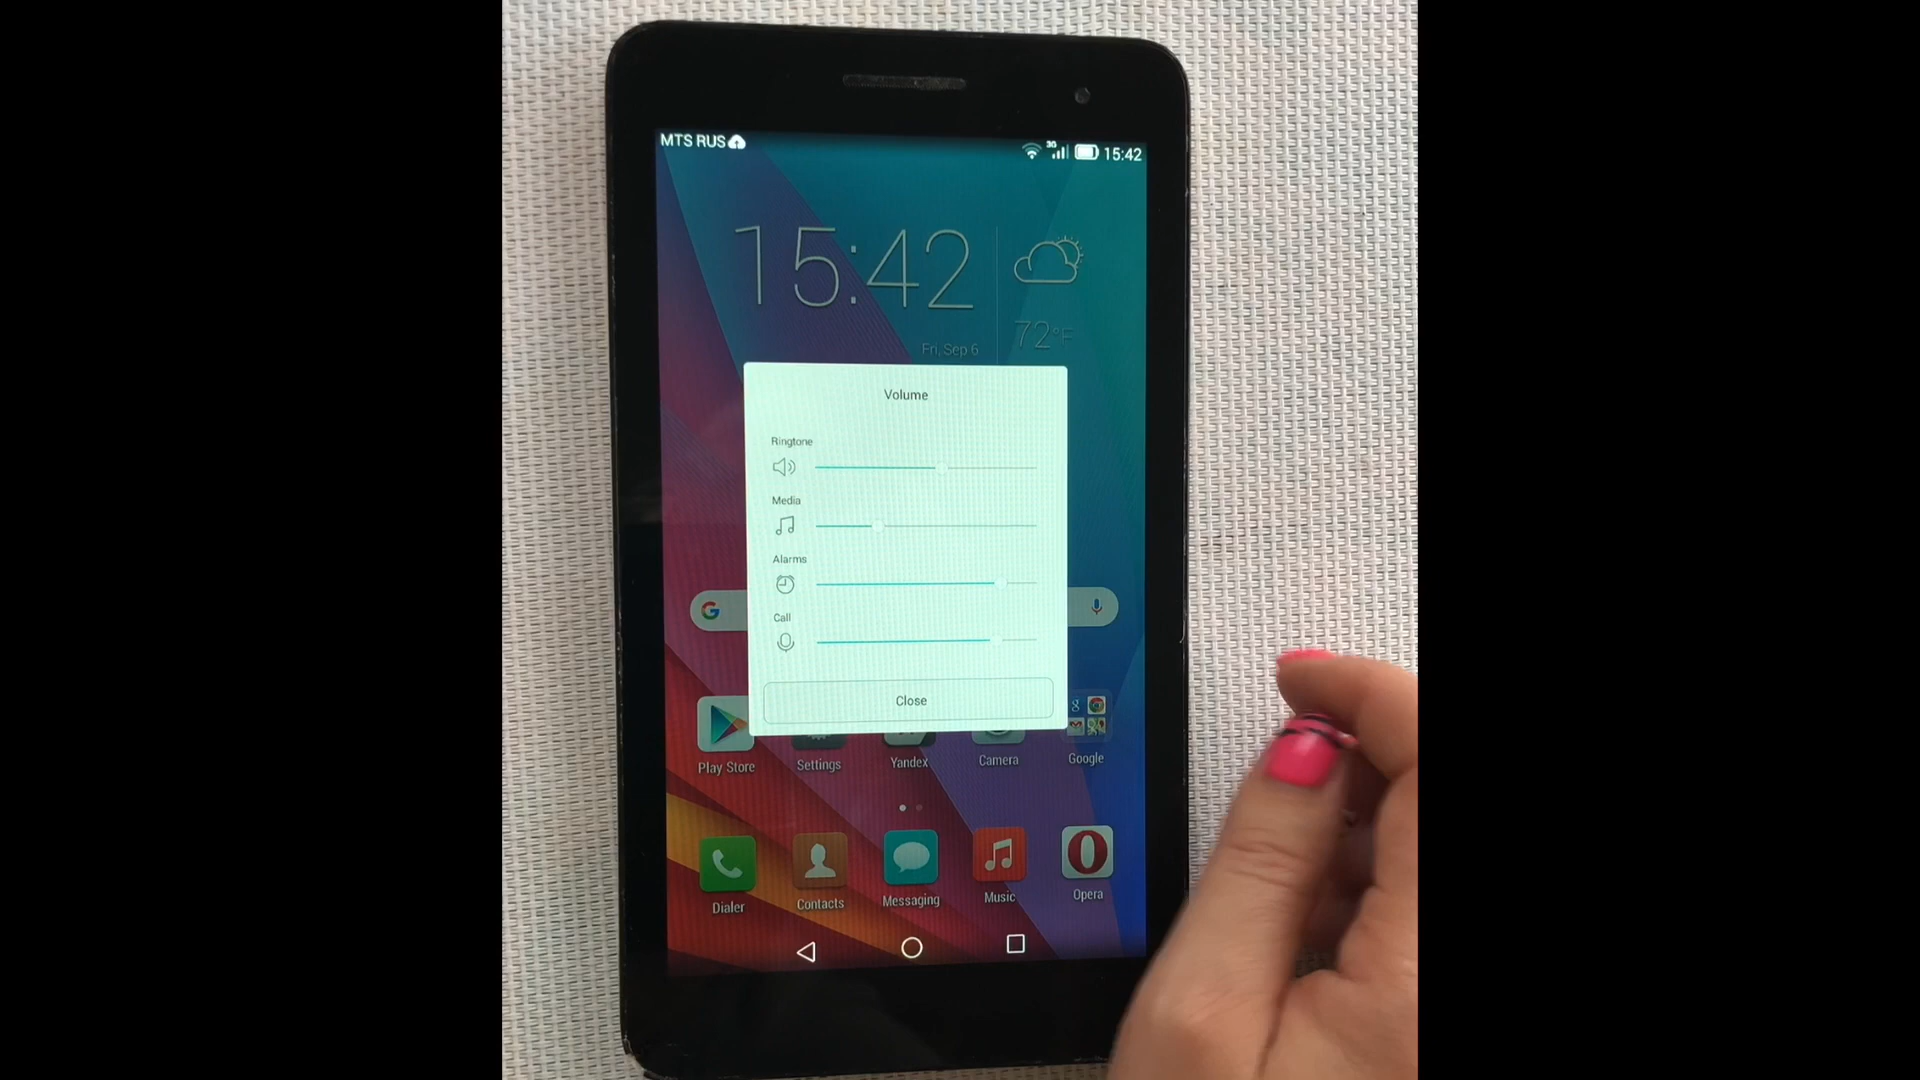 MTS RUS
3G 15:42
15:42
72°F
Fri, Sep 6
Volume
Ringtone
Media
Alarms
Call
Close
Play Store Settings Yandex Camera Google
Dialer Contacts Messaging Music Opera